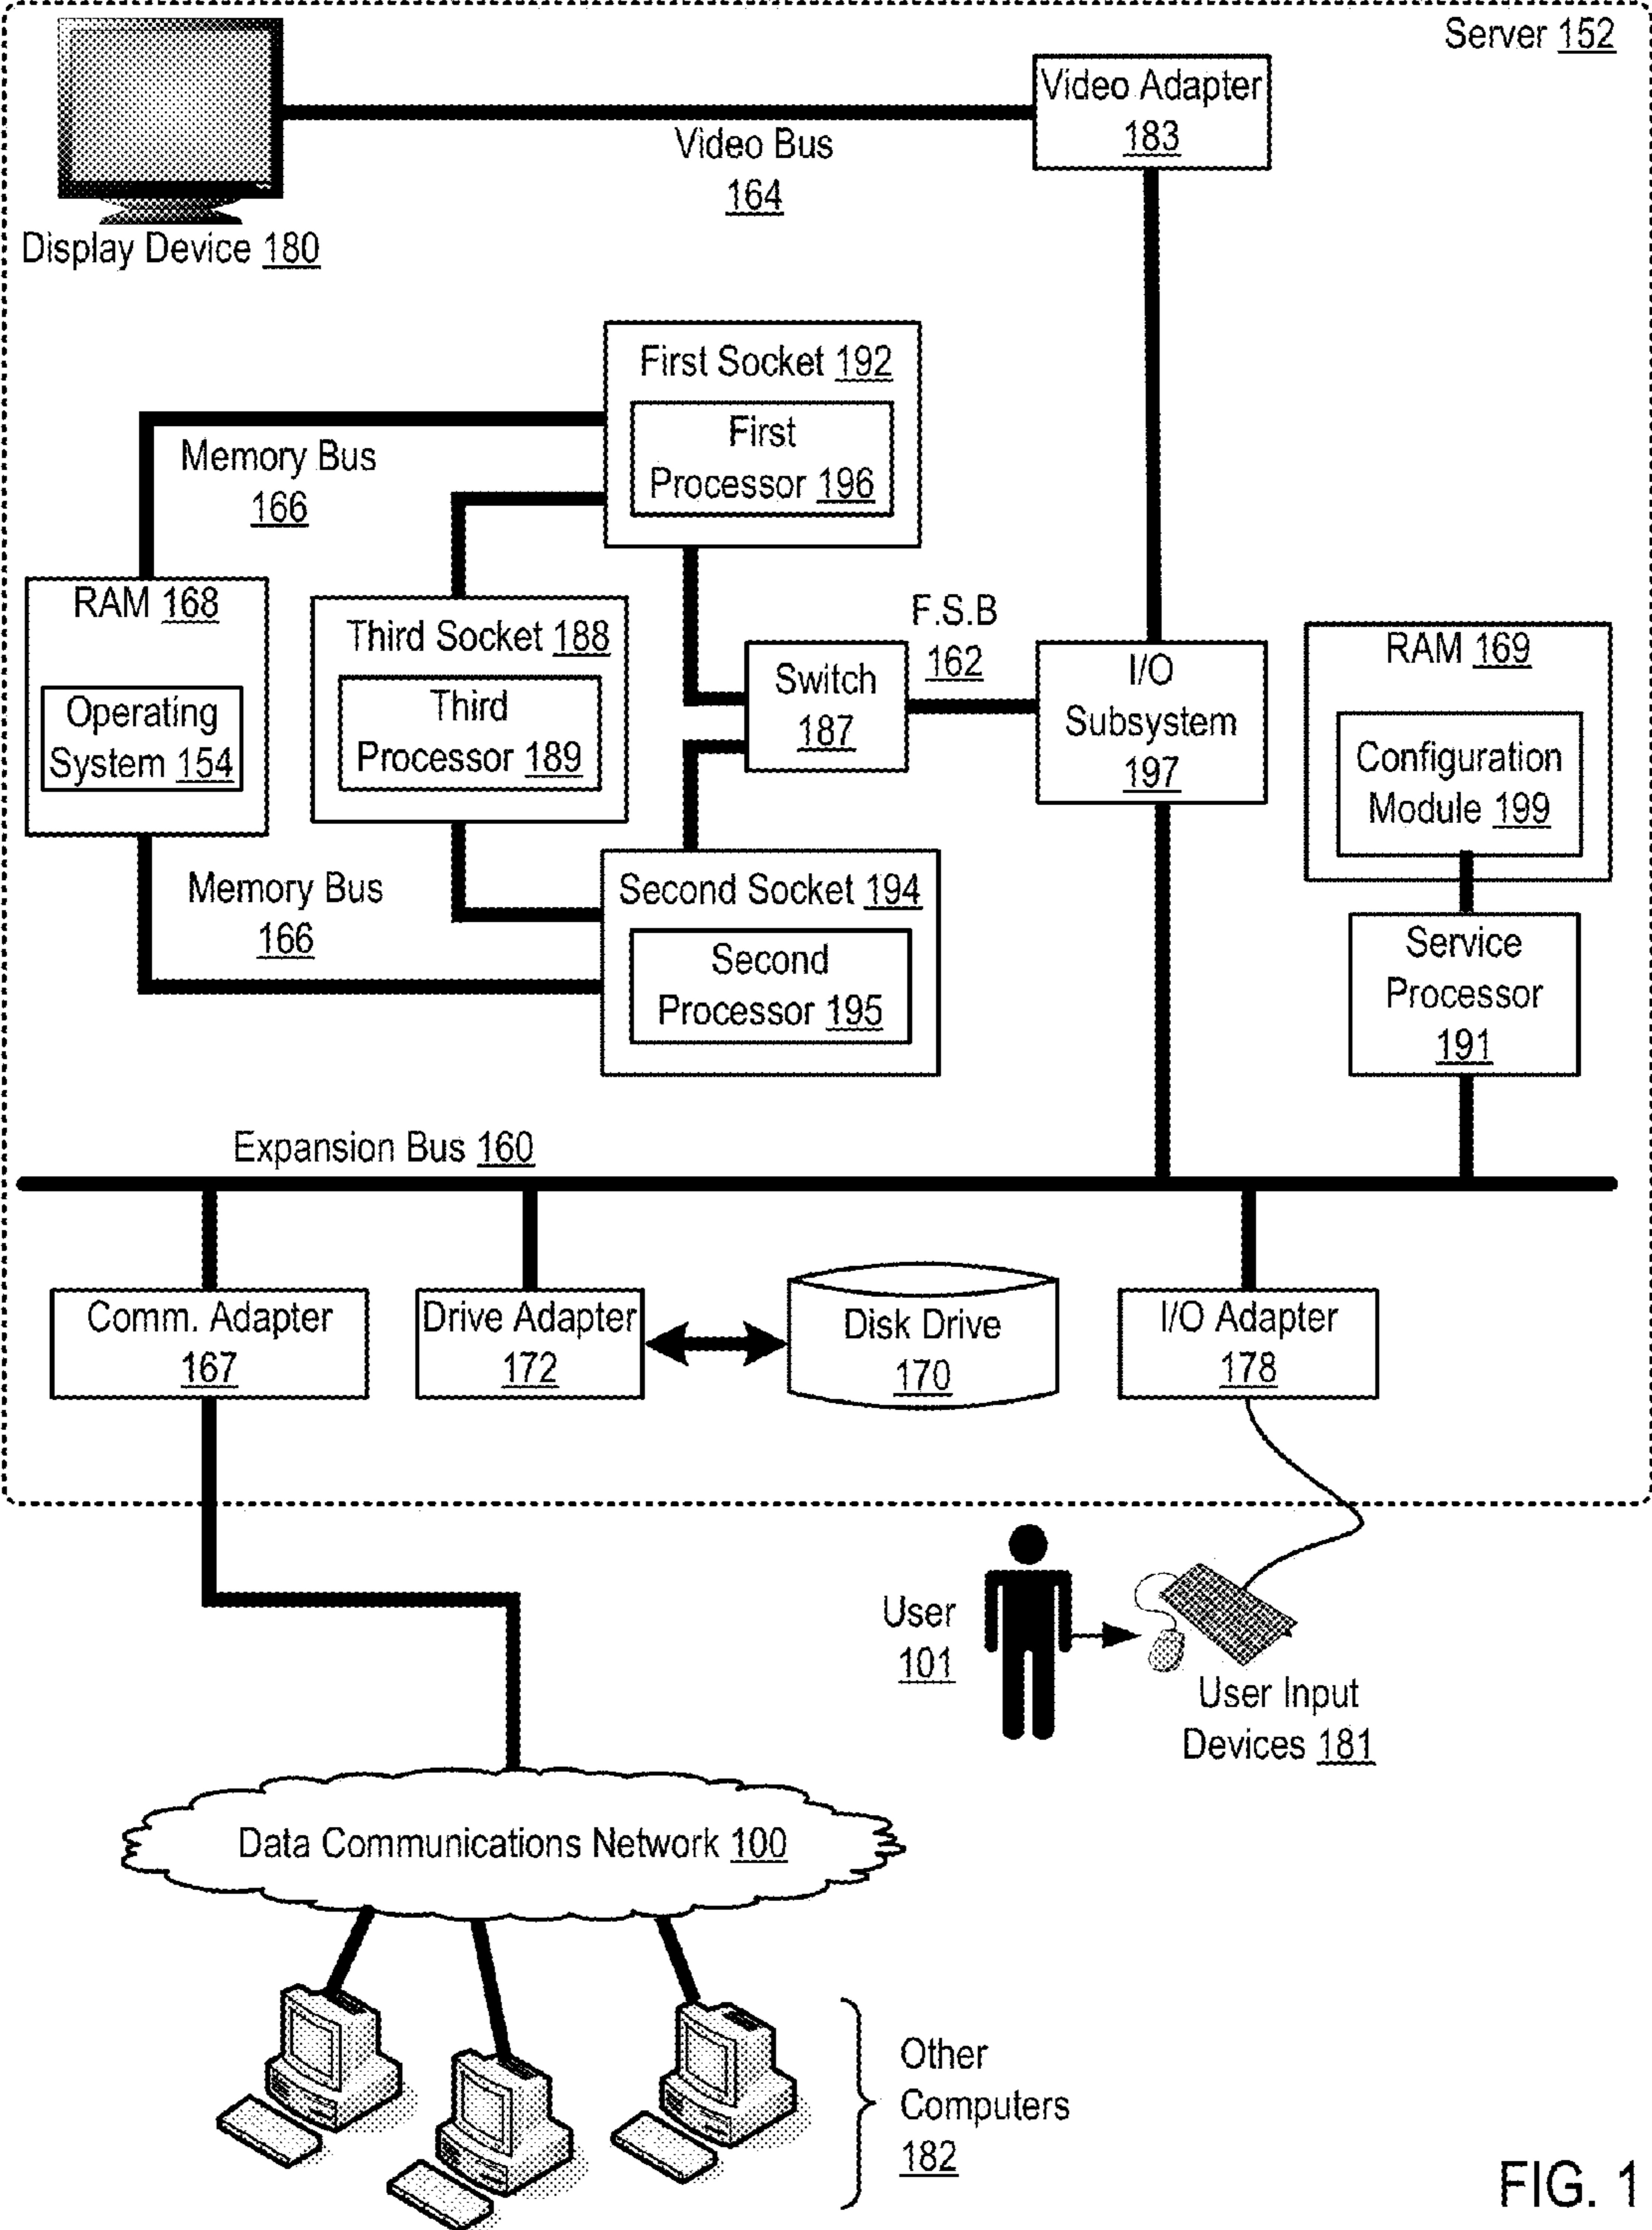 Server 152
Video Adapter
183
Video Bus
164
Display Device 180
First Socket 192
First
Processor 196
Memory Bus
166
RAM 168
Operating
System 154
Third Socket 188
Third
Processor 189
Switch
187
F.S.B
162
I/O
Subsystem
197
RAM 169
Configuration
Module 199
Memory Bus
166
Second Socket 194
Second
Processor 195
Service
Processor
191
Expansion Bus 160
Comm. Adapter
167
Drive Adapter
172
Disk Drive
170
I/O Adapter
178
User
101
User Input
Devices 181
Data Communications Network 100
Other
Computers
182
FIG. 1